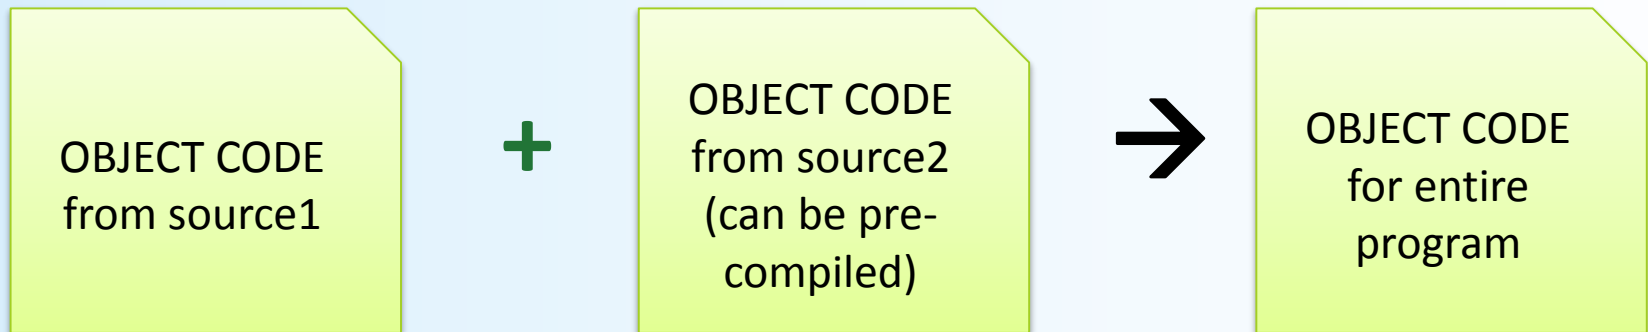 OBJECT CODE
from source1
+
OBJECT CODE
from source2
(can be pre-
compiled)
→
OBJECT CODE
for entire
program